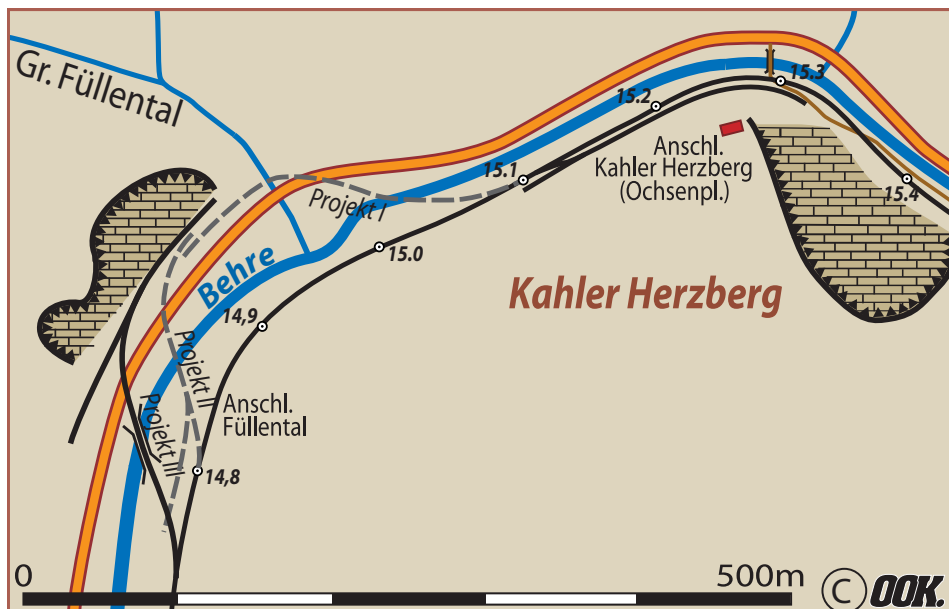 Gr. Füllental
15.3
15.2
Anschl.
Kahler Herzberg
(Ochsenpl.)
15.1
15.4
Projekt I
15.0
Behre
Kahler Herzberg
14,9
Projekt II
Anschl.
Füllental
Projekt III
14,8
0
500m
© OOK.